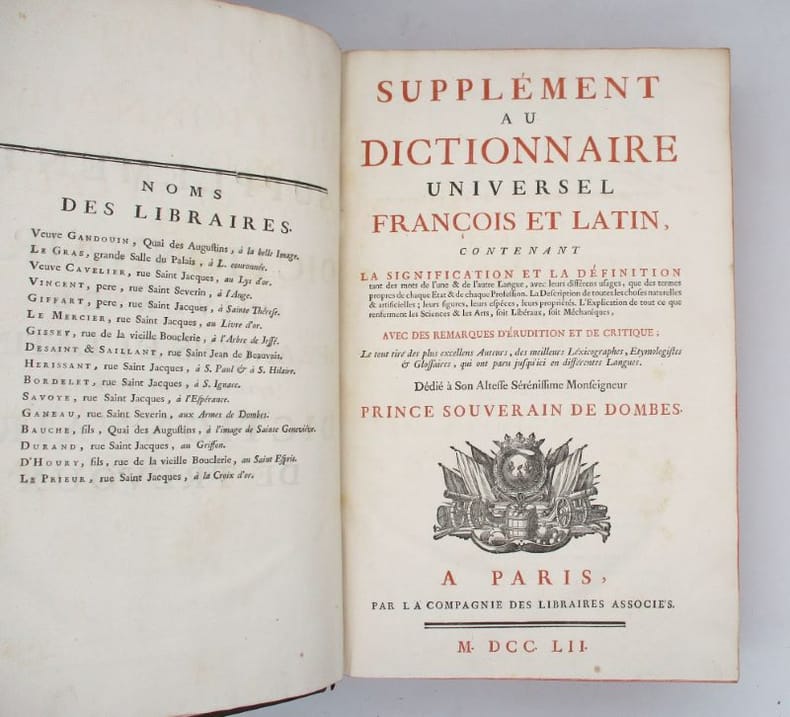 NOMS
DES LIBRAIRES.
Veuve GANDOUIN, Quai des Augustins, à la belle Image.
LE GRAS, grande Salle du Palais, à L. couronnée.
Veuve CAVELIER, rue Saint Jacques, au Lys d'or.
VINCENT, pere, rue Saint Severin, à l'Ange.
GIFFART, pere, rue Saint Jacques, à Sainte Thérese.
LE MERCIER, rue Saint Jacques, au Livre d'or.
GISSEY, rue de la vieille Bouclerie, à l'Arbre de Jessé.
DESAINT & SAILLANT, rue Saint Jean de Beauvais.
HERISSANT, rue Saint Jacques, à S. Paul & à S. Hilaire.
BORDELET, rue Saint Jacques, à S. Ignace.
SAVOYE, rue Saint Jacques, à l'Espérance.
GANEAU, rue Saint Severin, aux Armes de Dombes.
BAUCHE, fils, Quai des Augustins, à l'image de Sainte Geneviéve.
DURAND, rue Saint Jacques, au Griffon.
D'HOURY, fils, rue de la vieille Bouclerie, au Saint Esprit.
LE PRIEUR, rue Saint Jacques, à la Croix d'or.
SUPPLÉMENT
AU
DICTIONNAIRE
UNIVERSEL
FRANÇOIS ET LATIN,
CONTENANT
LA SIGNIFICATION ET LA DÉFINITION
tant des mots de l'une & de l'autre Langue, avec leurs différens usages, que des termes
propres de chaque Etat & de chaque Profession. La Description de toutes les choses naturelles
& artificielles; leurs figures, leurs espèces, leurs propriétés. L'Explication de tout ce que
renferment les Sciences & les Arts, soit Libéraux, soit Méchaniques,
AVEC DES REMARQUES D'ÉRUDITION ET DE CRITIQUE;
Le tout tiré des plus excellens Auteurs, des meilleurs Léxicographes, Etymologistes
& Glossaires, qui ont paru jusqu'ici en différentes Langues.
Dédié à Son Altesse Sérénissime Monseigneur
PRINCE SOUVERAIN DE DOMBES.
A PARIS,
PAR LA COMPAGNIE DES LIBRAIRES ASSOCIÉS.
M. DCC. LII.